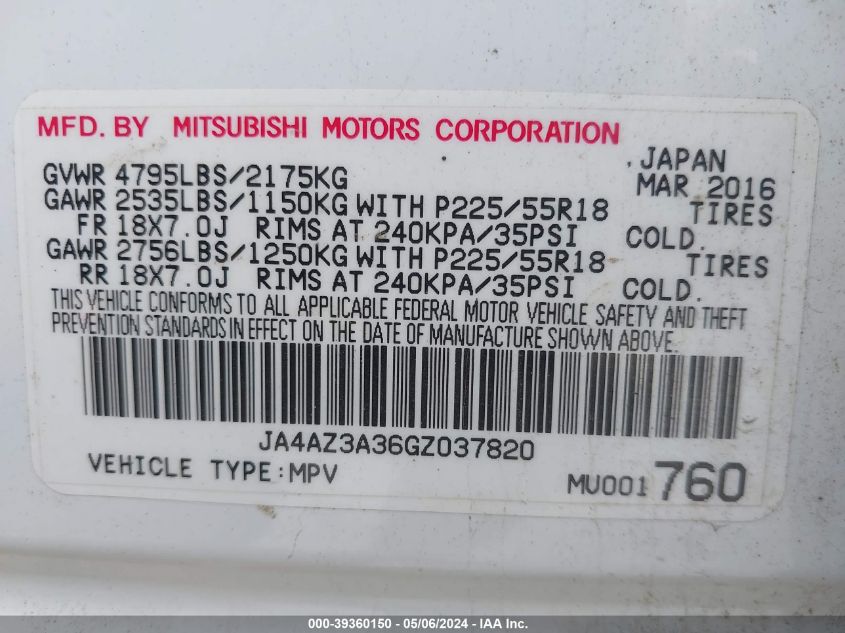 MFD. BY MITSUBISHI MOTORS CORPORATION
. JAPAN
GVWR 4795LBS/2175KG MAR 2016
GAWR 2535LBS/1150KG WITH P225/55R18 TIRES
FR 18X7.0J RIMS AT 240KPA/35PSI COLD.
GAWR 2756LBS/1250KG WITH P225/55R18 TIRES
RR 18X7.0J RIMS AT 240KPA/35PSI COLD.
THIS VEHICLE CONFORMS TO ALL APPLICABLE FEDERAL MOTOR VEHICLE SAFETY AND THEFT
PREVENTION STANDARDS IN EFFECT ON THE DATE OF MANUFACTURE SHOWN ABOVE.
JA4AZ3A36GZ037820
VEHICLE TYPE:MPV MU001760
000-39360150 - 05/06/2024 - IAA Inc.